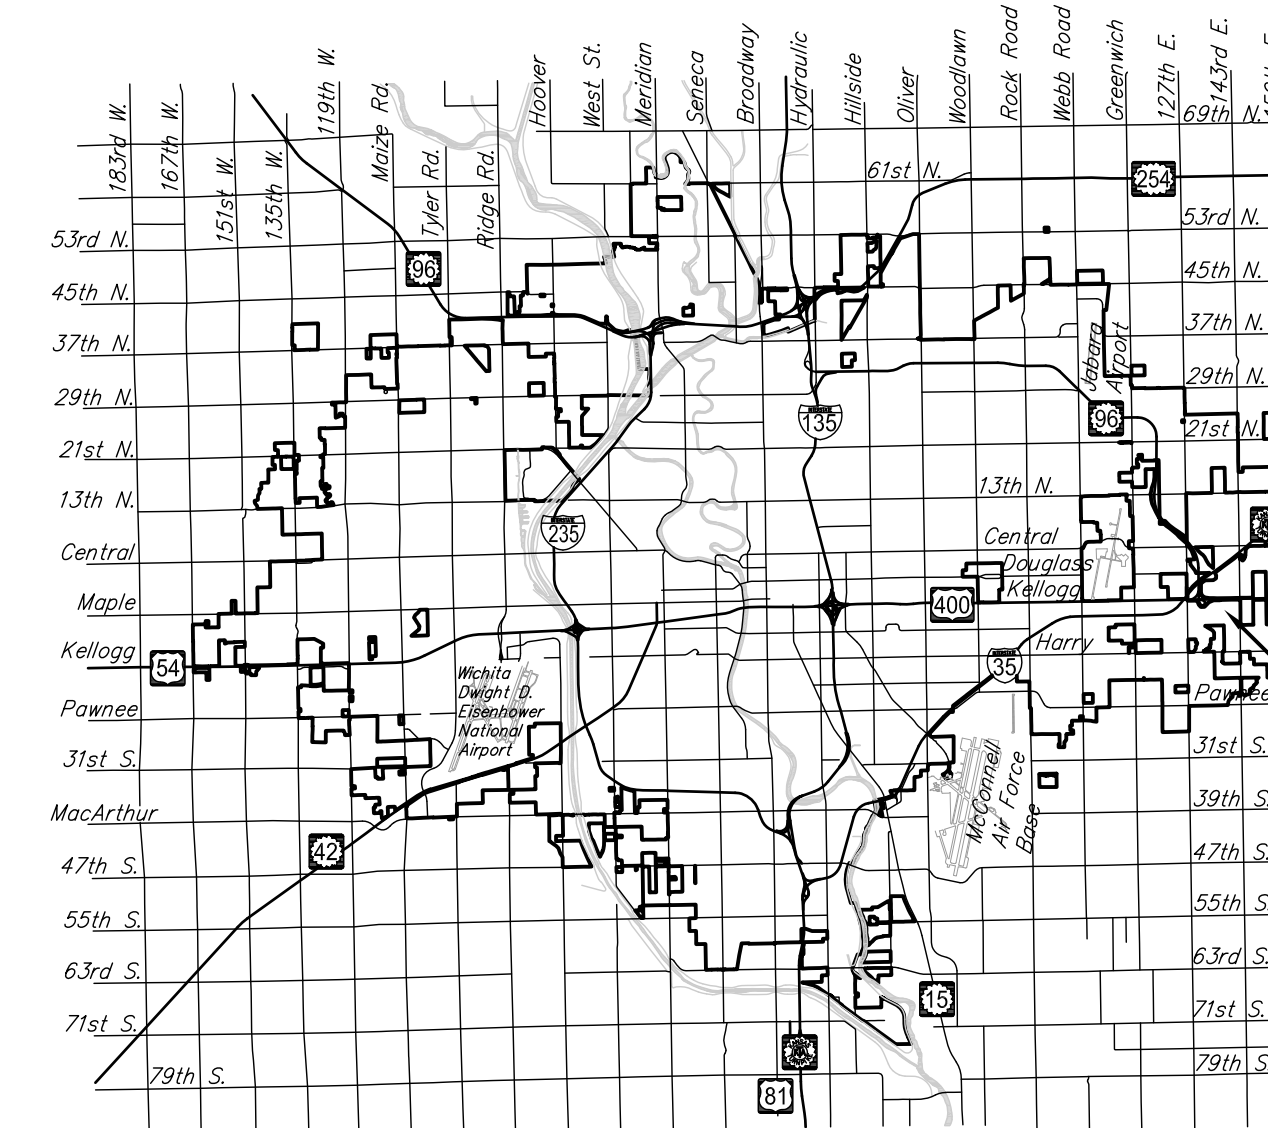 183rd W.
167th W.
151st W.
135th W.
119th W.
Maize Rd.
Tyler Rd.
Ridge Rd.
Hoover
West St.
Meridian
Seneca
Broadway
Hydraulic
Hillside
Oliver
Woodlawn
Rock Road
Webb Road
Greenwich
127th E.
143rd E.
69th N.
61st N.
254
53rd N.
53rd N.
96
45th N.
45th N.
37th N.
37th N.
Jabara
Airport
29th N.
29th N.
135
96
21st N.
21st N.
13th N.
13th N.
235
Central
Central
Douglass
Kellogg
Maple
400
Kellogg
54
Harry
35
Wichita
Dwight D.
Eisenhower
National
Airport
Pawnee
Pawnee
31st S.
31st S.
McConnell
Air Force
Base
39th S.
MacArthur
42
47th S.
47th S.
55th S.
55th S.
63rd S.
63rd S.
15
71st S.
71st S.
79th S.
79th S.
81